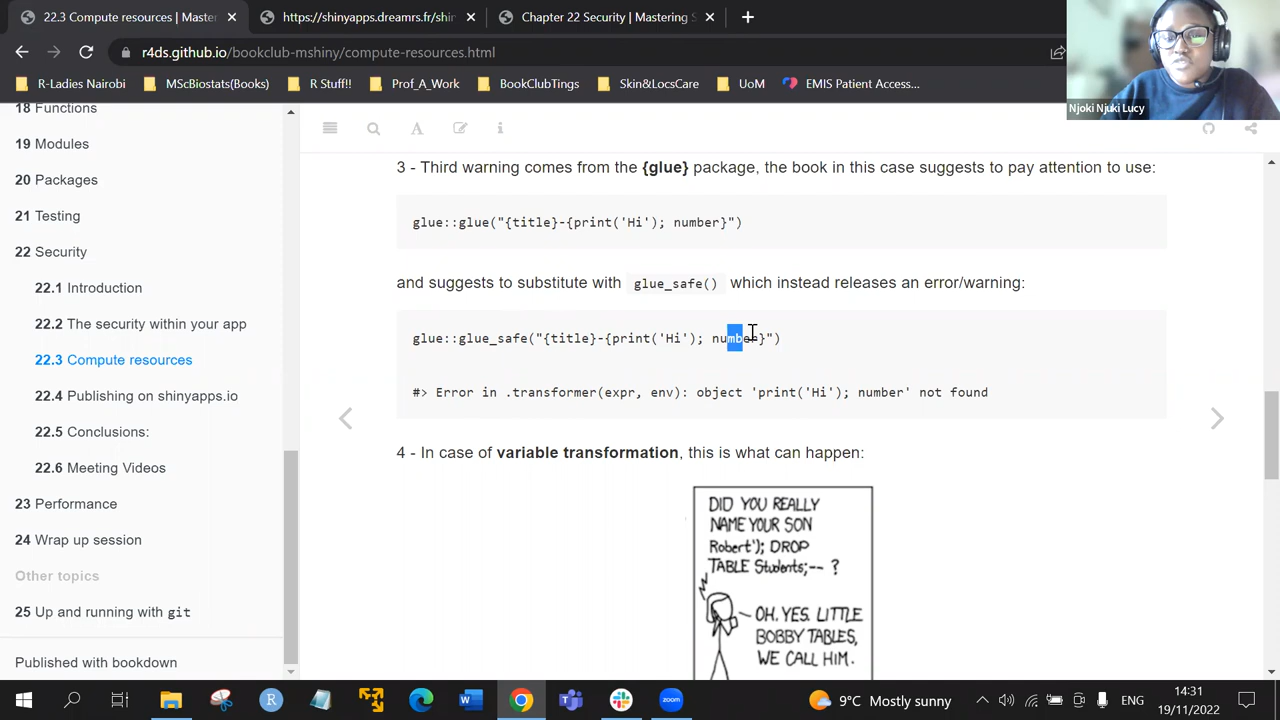 22.3 Compute resources | Master
https://shinyapps.dreamrs.fr/shin
Chapter 22 Security | Mastering S
r4ds.github.io/bookclub-mshiny/compute-resources.html
R-Ladies Nairobi
MScBiostats(Books)
R Stuff!!
Prof_A_Work
BookClubTings
Skin&LocsCare
UoM
EMIS Patient Access...
Njoki Njuki Lucy
18 Functions
19 Modules
20 Packages
21 Testing
22 Security
22.1 Introduction
22.2 The security within your app
22.3 Compute resources
22.4 Publishing on shinyapps.io
22.5 Conclusions:
22.6 Meeting Videos
23 Performance
24 Wrap up session
Other topics
25 Up and running with git
Published with bookdown
3 - Third warning comes from the {glue} package, the book in this case suggests to pay attention to use:
glue::glue("{title}-{print('Hi'); number}")
and suggests to substitute with glue_safe() which instead releases an error/warning:
glue::glue_safe("{title}-{print('Hi'); number}")
#> Error in .transformer(expr, env): object 'print('Hi'); number' not found
4 - In case of variable transformation, this is what can happen:
DID YOU REALLY
NAME YOUR SON
Robert'); DROP
TABLE Students;-- ?
OH. YES. LITTLE
BOBBY TABLES,
WE CALL HIM.
9°C Mostly sunny
ENG
14:31
19/11/2022